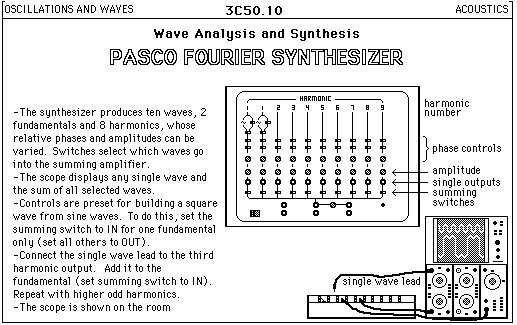 OSCILLATIONS AND WAVES 3C50.10 ACOUSTICS
Wave Analysis and Synthesis
PASCO FOURIER SYNTHESIZER
-The synthesizer produces ten waves, 2
fundamentals and 8 harmonics, whose
relative phases and amplitudes can be
varied. Switches select which waves go
into the summing amplifier.
-The scope displays any single wave and
the sum of all selected waves.
-Controls are preset for building a square
wave from sine waves. To do this, set the
summing switch to IN for one fundamental
only (set all others to OUT).
-Connect the single wave lead to the third
harmonic output. Add it to the
fundamental (set summing switch to IN).
Repeat with higher odd harmonics.
-The scope is shown on the room
HARMONIC
1 1 2 3 4 5 6 7 8 9
harmonic
number
phase controls
amplitude
single outputs
summing
switches
single wave lead